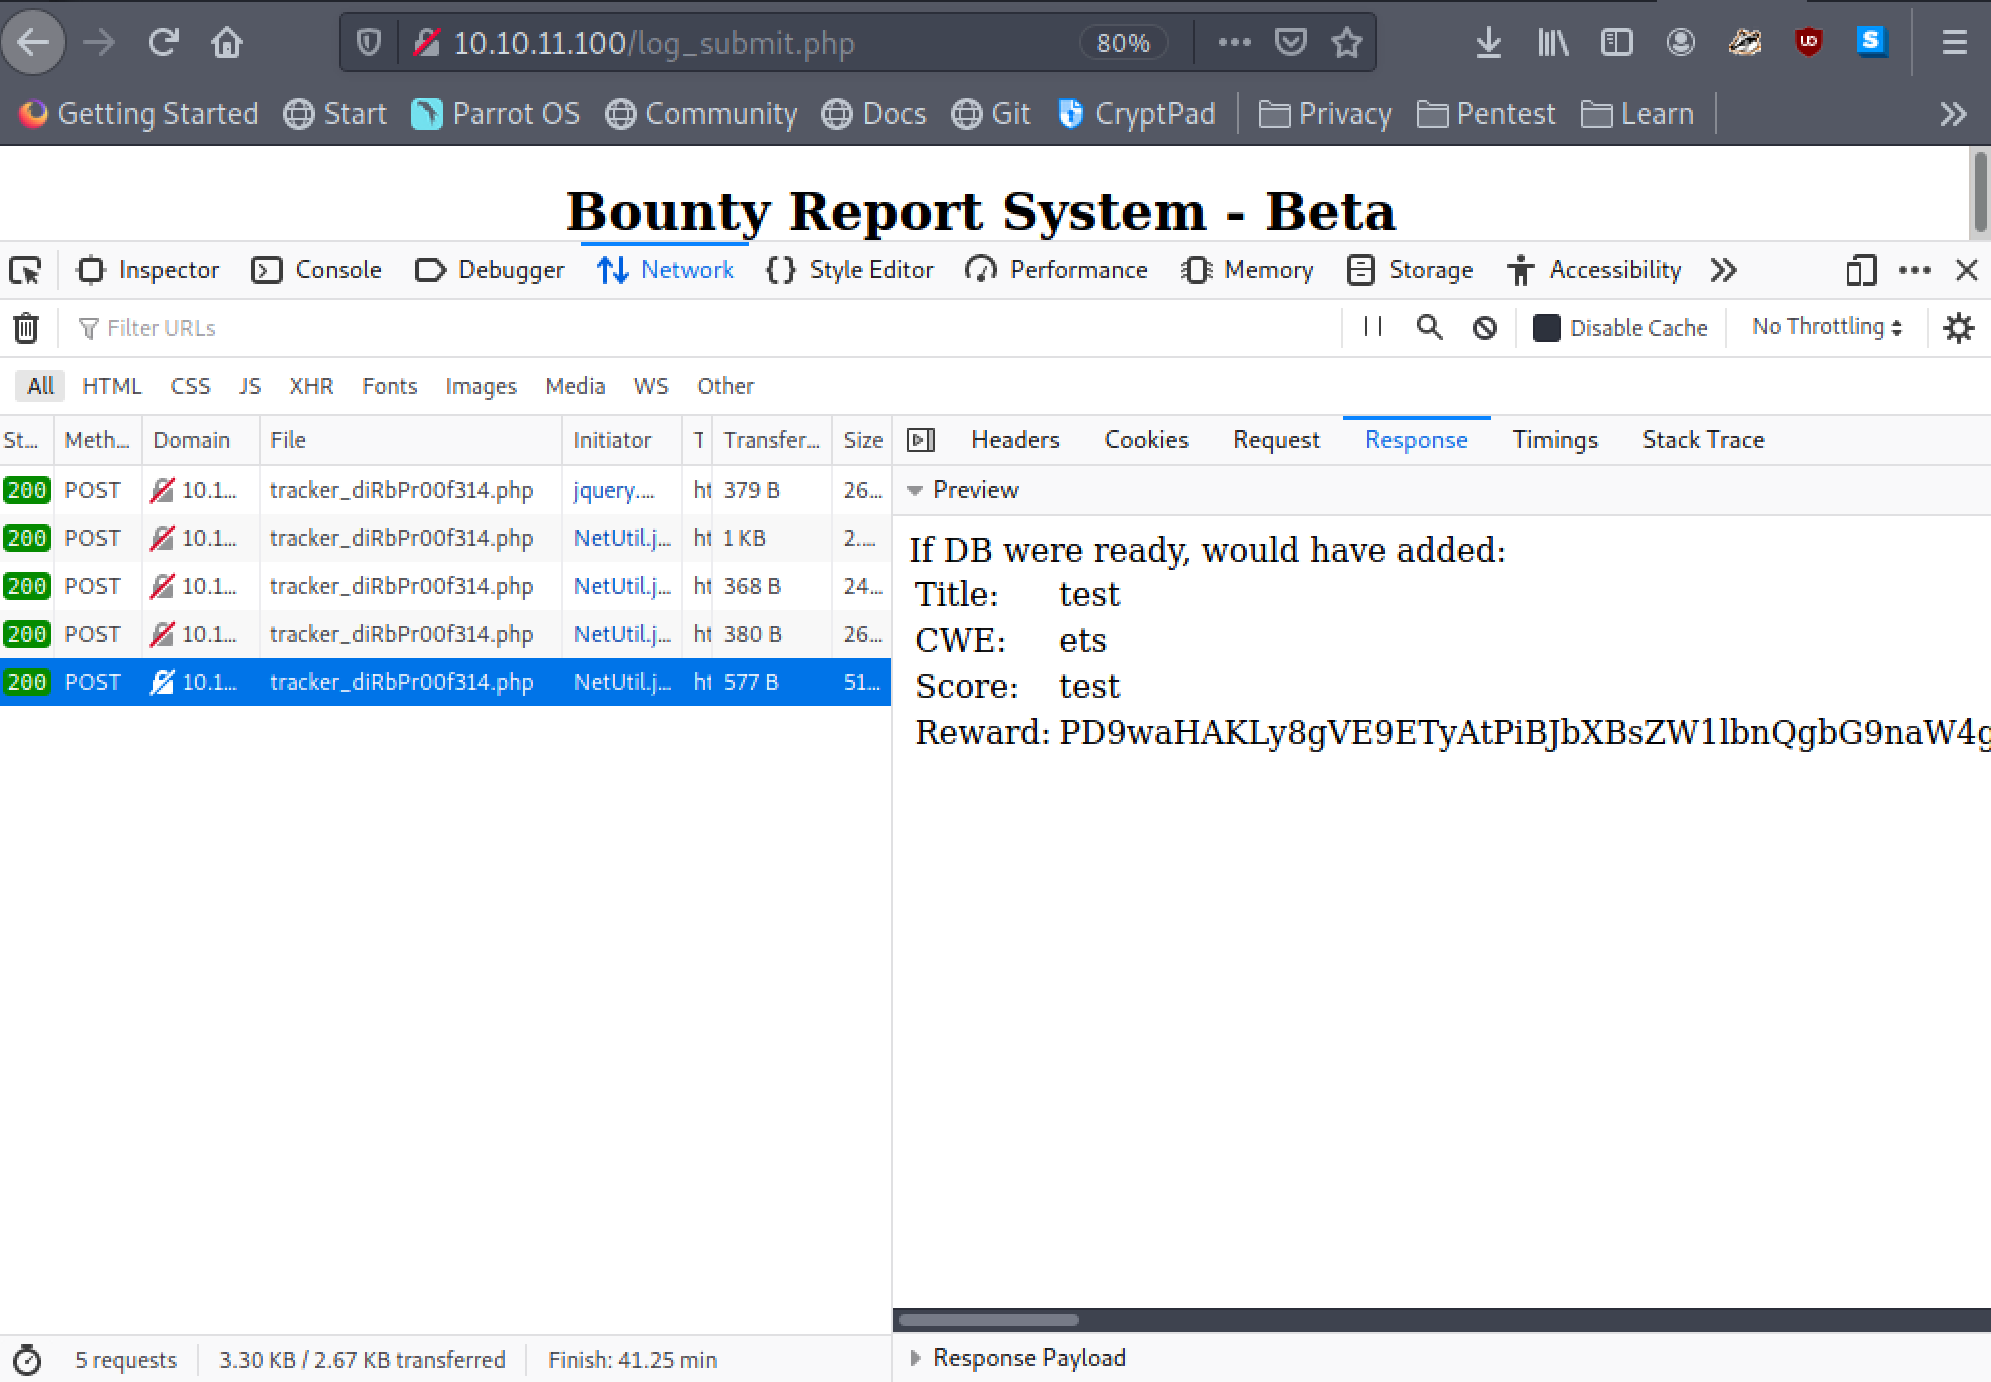 10.10.11.100/log_submit.php 80%
Getting Started Start Parrot OS Community Docs Git CryptPad Privacy Pentest Learn
Bounty Report System - Beta
Inspector Console Debugger Network Style Editor Performance Memory Storage Accessibility
Filter URLs Disable Cache No Throttling
All HTML CSS JS XHR Fonts Images Media WS Other
St... Meth... Domain File Initiator T Transfer... Size Headers Cookies Request Response Timings Stack Trace
200 POST 10.1... tracker_diRbPr00f314.php jquery.... ht 379 B 26...
Preview
200 POST 10.1... tracker_diRbPr00f314.php NetUtil.j... ht 1 KB 2....
200 POST 10.1... tracker_diRbPr00f314.php NetUtil.j... ht 368 B 24...
200 POST 10.1... tracker_diRbPr00f314.php NetUtil.j... ht 380 B 26...
200 POST 10.1... tracker_diRbPr00f314.php NetUtil.j... ht 577 B 51...
If DB were ready, would have added:
Title: test
CWE: ets
Score: test
Reward: PD9waHAKLy8gVE9ETyAtPiBJbXBsZW1lbnQgbG9naW4g
5 requests 3.30 KB / 2.67 KB transferred Finish: 41.25 min
Response Payload